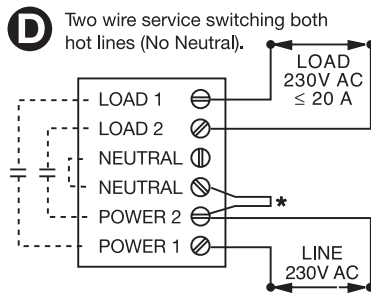 D
Two wire service switching both
hot lines (No Neutral).
LOAD
230V AC
≤ 20 A
LOAD 1
LOAD 2
NEUTRAL
NEUTRAL
*
POWER 2
POWER 1
LINE
230V AC